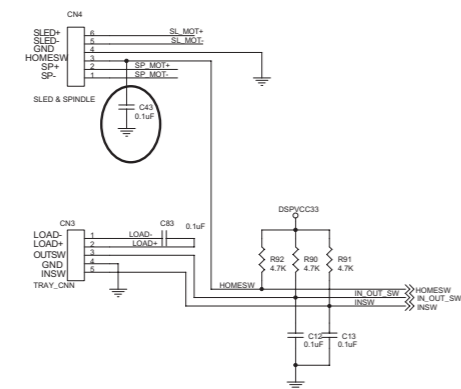 CN4
SLED+ 6 SL_MOT+
SLED- 5 SL_MOT-
GND 4
HOMESW 3
SP+ 2 SP_MOT+
SP- 1 SP_MOT-
SLED & SPINDLE
C43
0.1uF
CN3
LOAD- 1 LOAD-
LOAD+ 2 LOAD+
OUTSW 3
GND 4
INSW 5
TRAY_CNN
C83
0.1uF
DSPVCC33
R92
4.7K
R90
4.7K
R91
4.7K
HOMESW
IN_OUT_SW
INSW
HOMESW
IN_OUT_SW
INSW
C12
0.1uF
C13
0.1uF